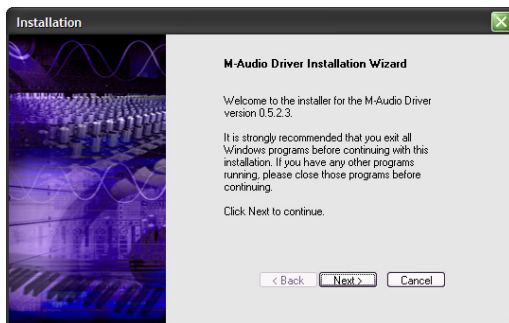 Installation
M-Audio Driver Installation Wizard
Welcome to the installer for the M-Audio Driver
version 0.5.2.3.
It is strongly recommended that you exit all
Windows programs before continuing with this
installation. If you have any other programs
running, please close those programs before
continuing.
Click Next to continue.
< Back Next > Cancel